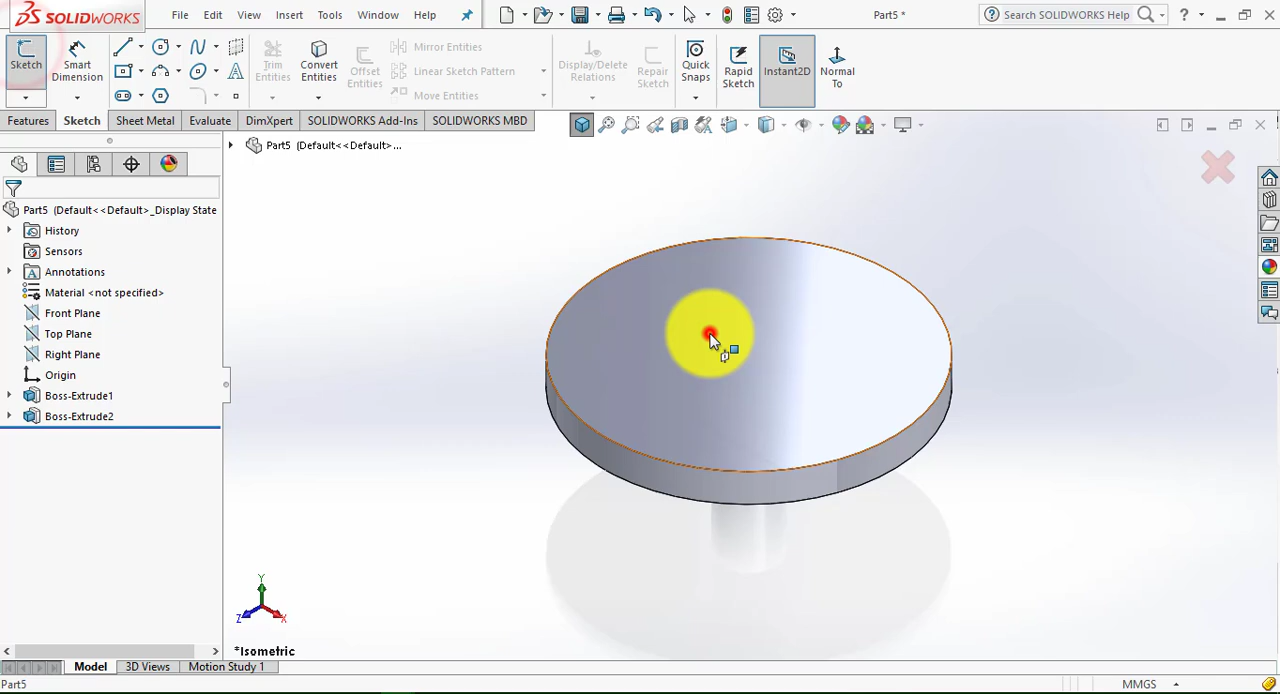 SOLIDWORKS File Edit View Insert Tools Window Help Part5 * Search SOLIDWORKS Help ?
Sketch Smart Dimension Trim Entities Convert Entities Offset Entities Mirror Entities Linear Sketch Pattern Move Entities Display/Delete Relations Repair Sketch Quick Snaps Rapid Sketch Instant2D Normal To
Features Sketch Sheet Metal Evaluate DimXpert SOLIDWORKS Add-Ins SOLIDWORKS MBD
Part5 (Default<<Default>...
Part5 (Default<<Default>_Display State
History
Sensors
Annotations
Material <not specified>
Front Plane
Top Plane
Right Plane
Origin
Boss-Extrude1
Boss-Extrude2
Y
Z
X
*Isometric
Model 3D Views Motion Study 1
Part5 MMGS